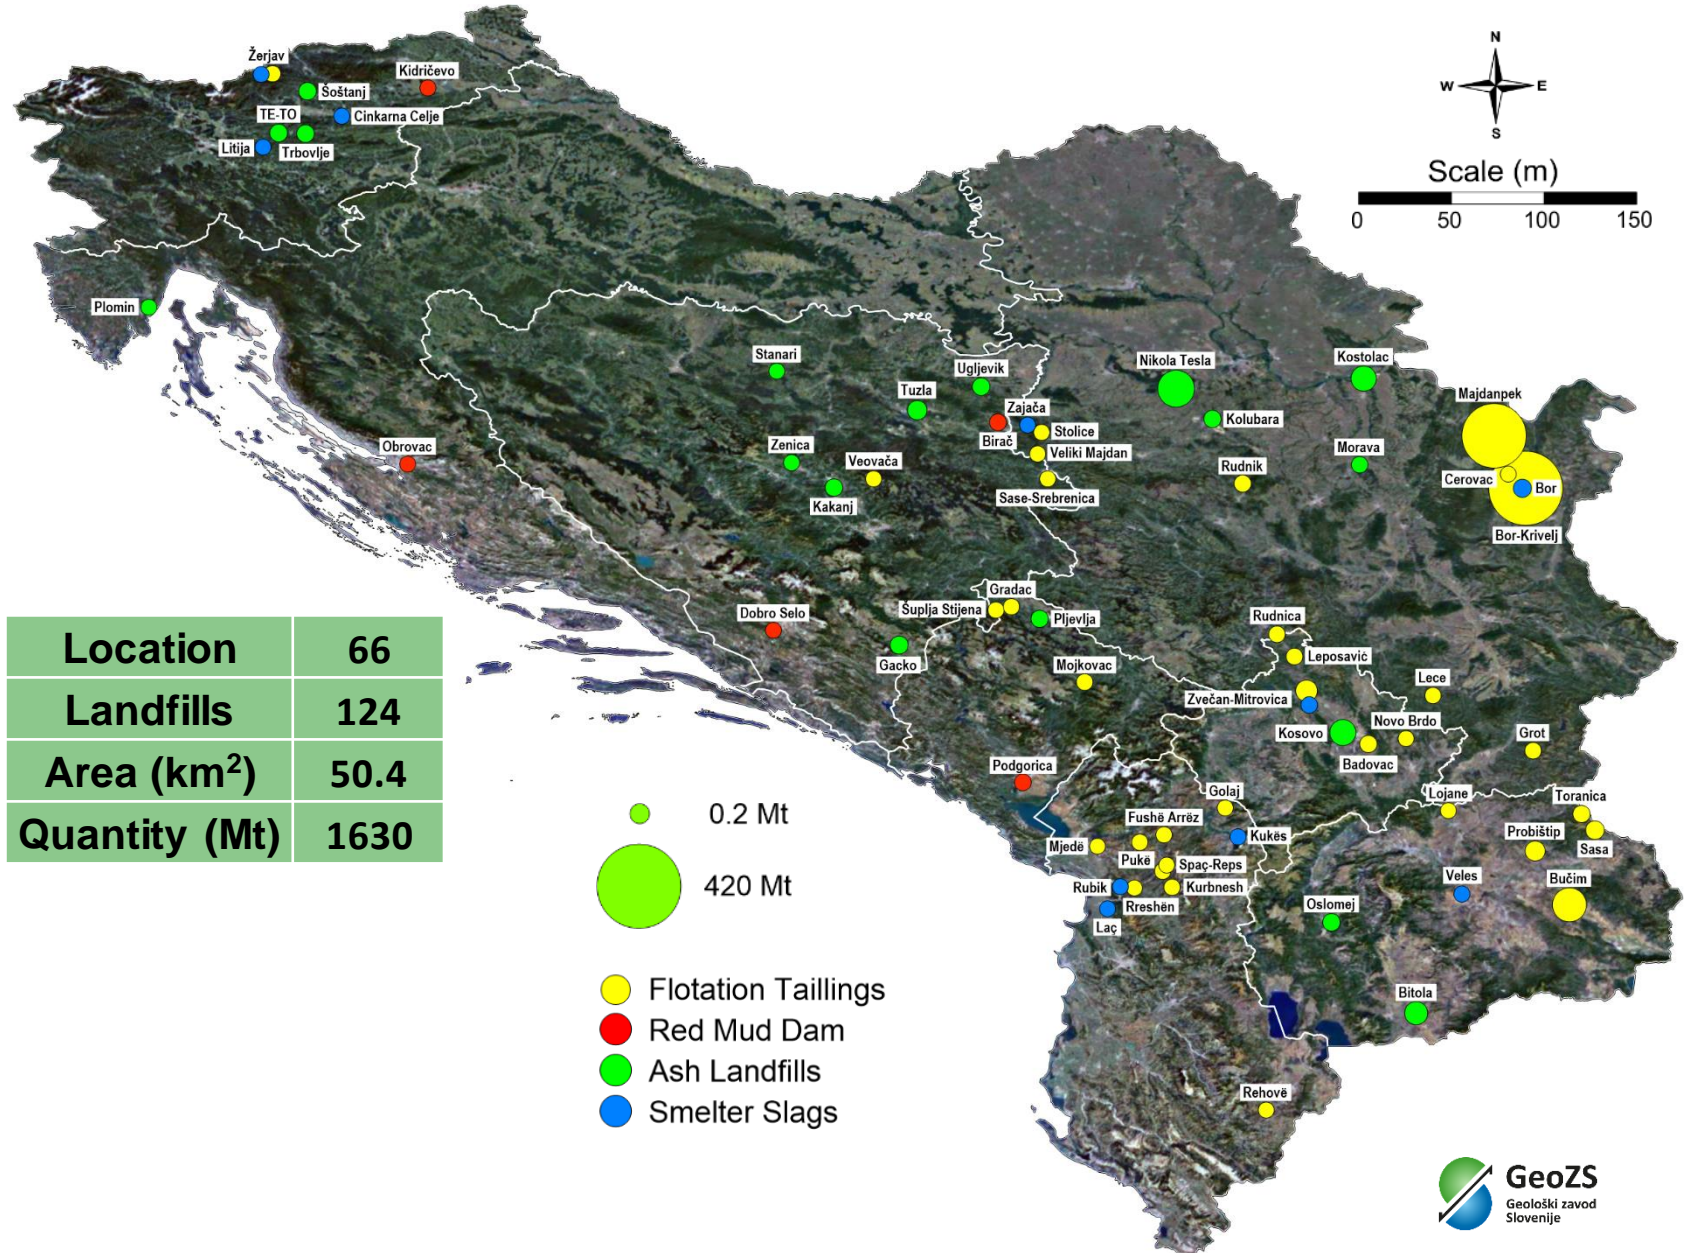 N
W E
S
Scale (m)
0 50 100 150
Žerjav
Šoštanj
Kidričevo
TE-TO
Cinkarna Celje
Litija
Trbovlje
Plomin
Stanari
Ugljevik
Tuzla
Nikola Tesla
Kostolac
Majdanpek
Zajača
Stolice
Birač
Kolubara
Obrovac
Zenica
Veovača
Veliki Majdan
Rudnik
Morava
Cerovac
Bor
Kakanj
Sase-Srebrenica
Bor-Krivelj
Gradac
Šuplja Stijena
Pljevlja
Dobro Selo
Rudnica
Gacko
Leposavić
Mojkovac
Lece
Zvečan-Mitrovica
Novo Brdo
Kosovo
Grot
Badovac
Podgorica
Golaj
Lojane
Toranica
Fushë Arrëz
Kukës
Probištip
Mjedë
Sasa
Pukë
Spaç-Reps
Veles
Bučim
Rubik
Kurbnesh
Rreshën
Oslomej
Laç
Bitola
Rehovë
Location 66
Landfills 124
Area (km²) 50.4
Quantity (Mt) 1630
0.2 Mt
420 Mt
Flotation Taillings
Red Mud Dam
Ash Landfills
Smelter Slags
GeoZS
Geološki zavod
Slovenije